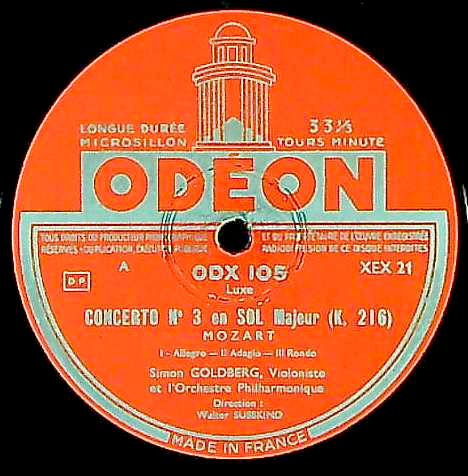 LONGUE DURÉE
MICROSILLON
33⅓
TOURS MINUTE
ODÉON
TOUS DROITS DU PRODUCTEUR PHONOGRAPHIQUE
RÉSERVÉS - DUPLICATION, EXÉCUTION PUBLIQUE
ET DU PROPRIÉTAIRE DE L'ŒUVRE ENREGISTRÉE
RADIODIFFUSION DE CE DISQUE INTERDITES
A
ODX 105
XEX 21
Luxe
DP
CONCERTO Nº 3 en SOL Majeur (K. 216)
MOZART
I - Allegro — II Adagio — III Rondo
Simon GOLDBERG, Violoniste
et l'Orchestre Philharmonique
Direction :
Walter SUSSKIND
MADE IN FRANCE